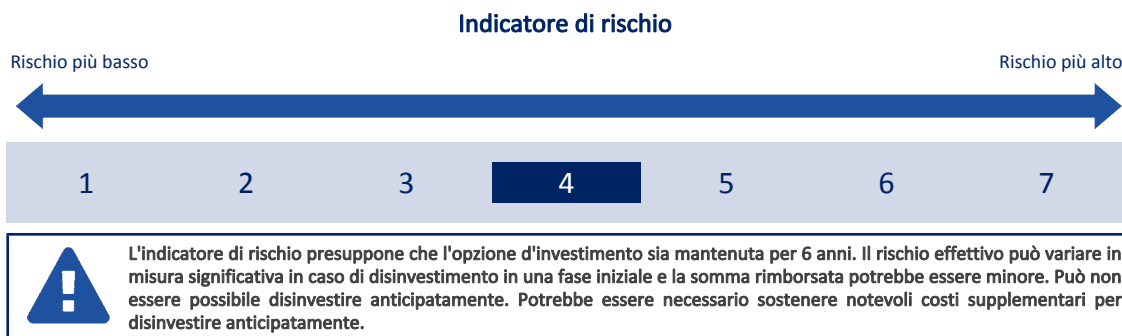 Indicatore di rischio
Rischio più basso
Rischio più alto
1 2 3 4 5 6 7
L'indicatore di rischio presuppone che l'opzione d'investimento sia mantenuta per 6 anni. Il rischio effettivo può variare in
misura significativa in caso di disinvestimento in una fase iniziale e la somma rimborsata potrebbe essere minore. Può non
essere possibile disinvestire anticipatamente. Potrebbe essere necessario sostenere notevoli costi supplementari per
disinvestire anticipatamente.